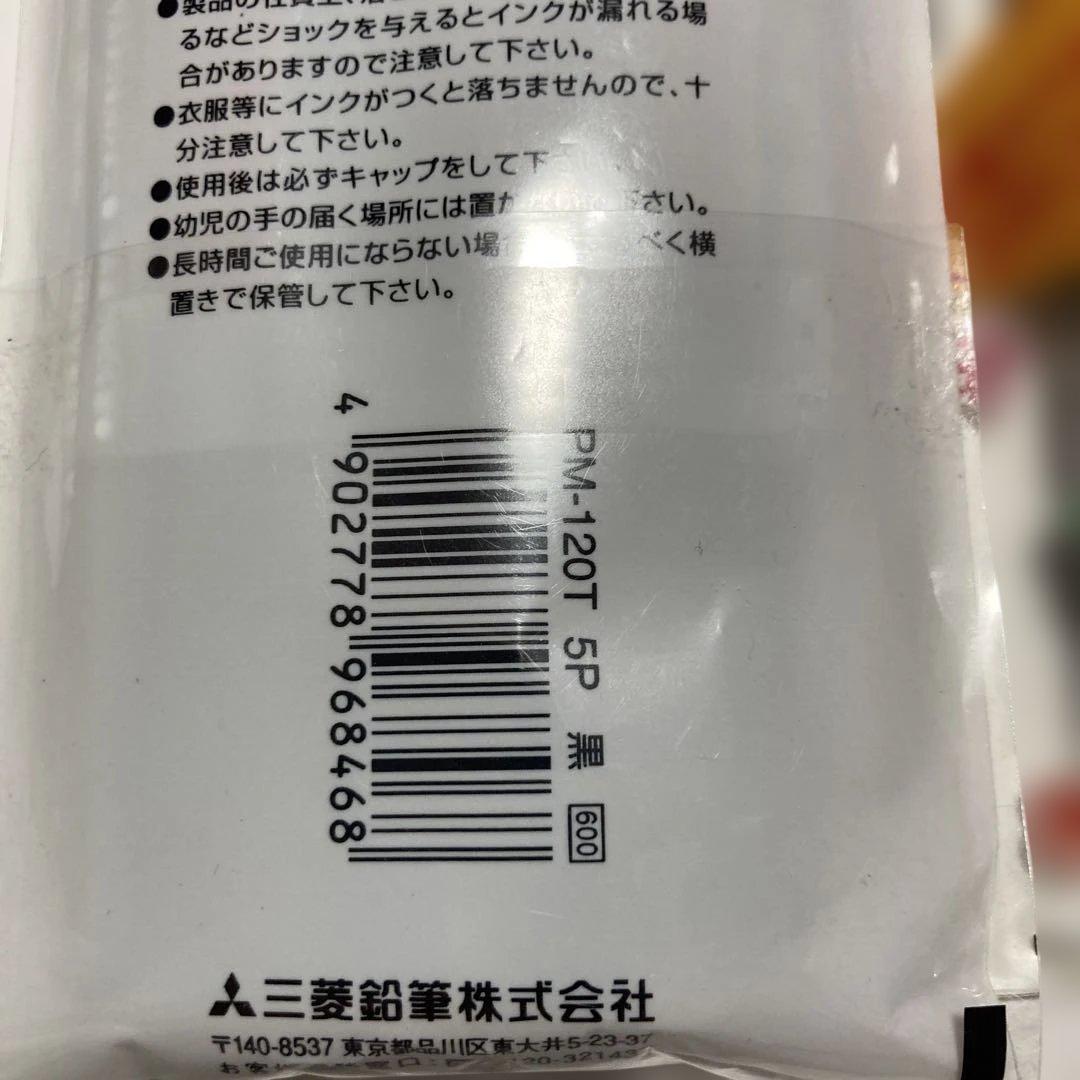 ●製品の性質上、
るなどショックを与えるとインクが漏れる場
合がありますので注意して下さい。
●衣服等にインクがつくと落ちませんので、十
分注意して下さい。
●使用後は必ずキャップをして下
●幼児の手の届く場所には置か 下さい。
●長時間ご使用にならない場 べく横
置きで保管して下さい。
4 902778 968468
PM-120T 5P 黒 600
三菱鉛筆株式会社
〒140-8537 東京都品川区東大井5-23-37